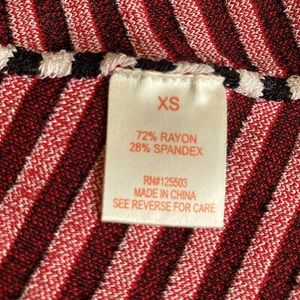 XS
72% RAYON
28% SPANDEX
RN#125503
MADE IN CHINA
SEE REVERSE FOR CARE